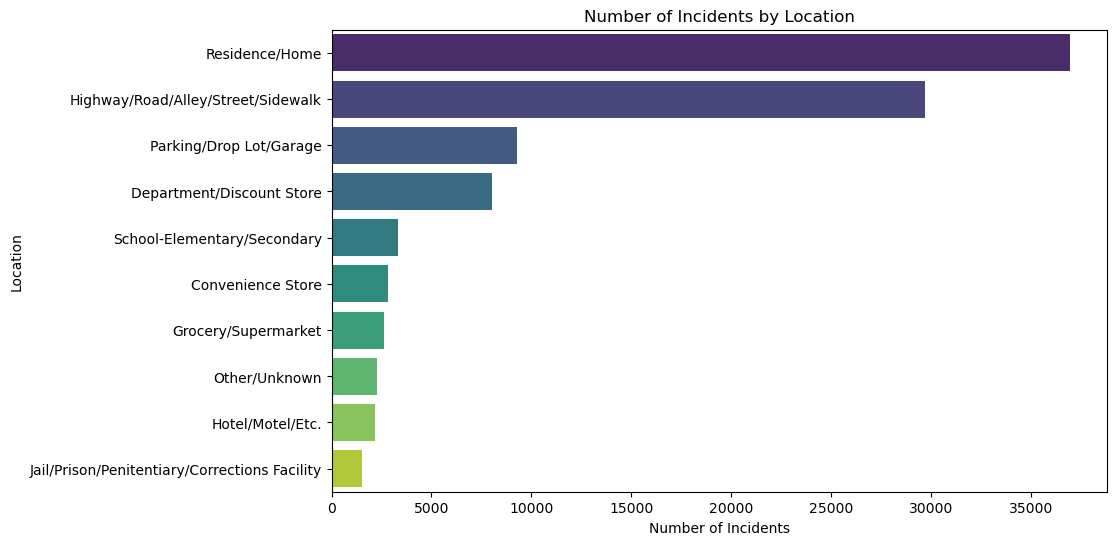 Number of Incidents by Location
Residence/Home
Highway/Road/Alley/Street/Sidewalk
Parking/Drop Lot/Garage
Department/Discount Store
School-Elementary/Secondary
Convenience Store
Grocery/Supermarket
Other/Unknown
Hotel/Motel/Etc.
Jail/Prison/Penitentiary/Corrections Facility
Location
0 5000 10000 15000 20000 25000 30000 35000
Number of Incidents